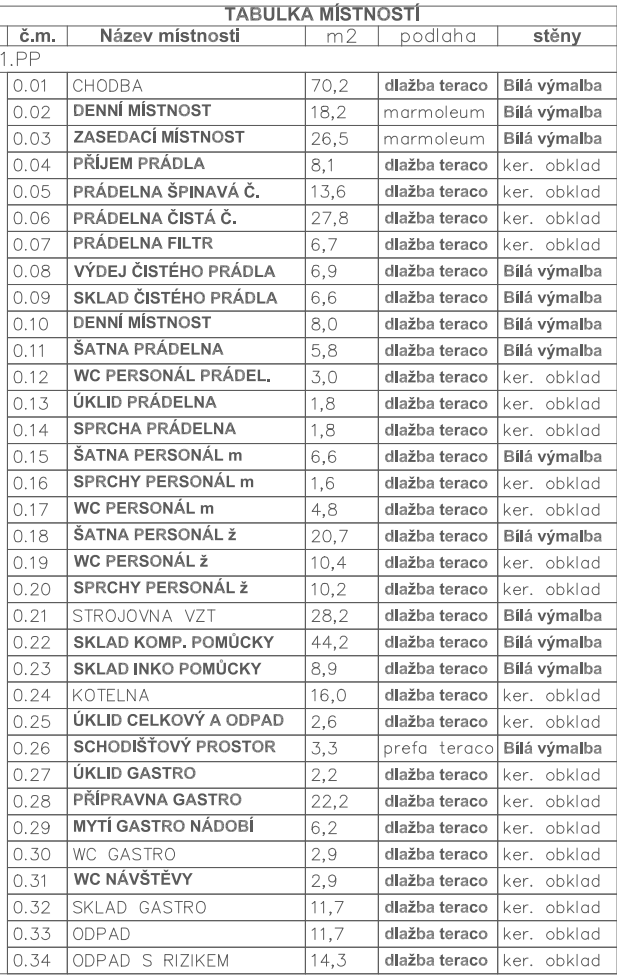 TABULKA MÍSTNOSTÍ
č.m. Název místnosti m2 podlaha stěny
1.PP
0.01 CHODBA 70,2 dlažba teraco Bílá výmalba
0.02 DENNÍ MÍSTNOST 18,2 marmoleum Bílá výmalba
0.03 ZASEDACÍ MÍSTNOST 26,5 marmoleum Bílá výmalba
0.04 PŘÍJEM PRÁDLA 8,1 dlažba teraco ker. obklad
0.05 PRÁDELNA ŠPINAVÁ Č. 13,6 dlažba teraco ker. obklad
0.06 PRÁDELNA ČISTÁ Č. 27,8 dlažba teraco ker. obklad
0.07 PRÁDELNA FILTR 6,7 dlažba teraco ker. obklad
0.08 VÝDEJ ČISTÉHO PRÁDLA 6,9 dlažba teraco Bílá výmalba
0.09 SKLAD ČISTÉHO PRÁDLA 6,6 dlažba teraco Bílá výmalba
0.10 DENNÍ MÍSTNOST 8,0 dlažba teraco Bílá výmalba
0.11 ŠATNA PRÁDELNA 5,8 dlažba teraco Bílá výmalba
0.12 WC PERSONÁL PRÁDEL. 3,0 dlažba teraco ker. obklad
0.13 ÚKLID PRÁDELNA 1,8 dlažba teraco ker. obklad
0.14 SPRCHA PRÁDELNA 1,8 dlažba teraco ker. obklad
0.15 ŠATNA PERSONÁL m 6,6 dlažba teraco Bílá výmalba
0.16 SPRCHY PERSONÁL m 1,6 dlažba teraco ker. obklad
0.17 WC PERSONÁL m 4,8 dlažba teraco ker. obklad
0.18 ŠATNA PERSONÁL ž 20,7 dlažba teraco Bílá výmalba
0.19 WC PERSONÁL ž 10,4 dlažba teraco ker. obklad
0.20 SPRCHY PERSONÁL ž 10,2 dlažba teraco ker. obklad
0.21 STROJOVNA VZT 28,2 dlažba teraco Bílá výmalba
0.22 SKLAD KOMP. POMŮCKY 44,2 dlažba teraco Bílá výmalba
0.23 SKLAD INKO POMŮCKY 8,9 dlažba teraco Bílá výmalba
0.24 KOTELNA 16,0 dlažba teraco ker. obklad
0.25 ÚKLID CELKOVÝ A ODPAD 2,6 dlažba teraco ker. obklad
0.26 SCHODIŠŤOVÝ PROSTOR 3,3 prefa teraco Bílá výmalba
0.27 ÚKLID GASTRO 2,2 dlažba teraco ker. obklad
0.28 PŘÍPRAVNA GASTRO 22,2 dlažba teraco ker. obklad
0.29 MYTÍ GASTRO NÁDOBÍ 6,2 dlažba teraco ker. obklad
0.30 WC GASTRO 2,9 dlažba teraco ker. obklad
0.31 WC NÁVŠTĚVY 2,9 dlažba teraco ker. obklad
0.32 SKLAD GASTRO 11,7 dlažba teraco ker. obklad
0.33 ODPAD 11,7 dlažba teraco ker. obklad
0.34 ODPAD S RIZIKEM 14,3 dlažba teraco ker. obklad